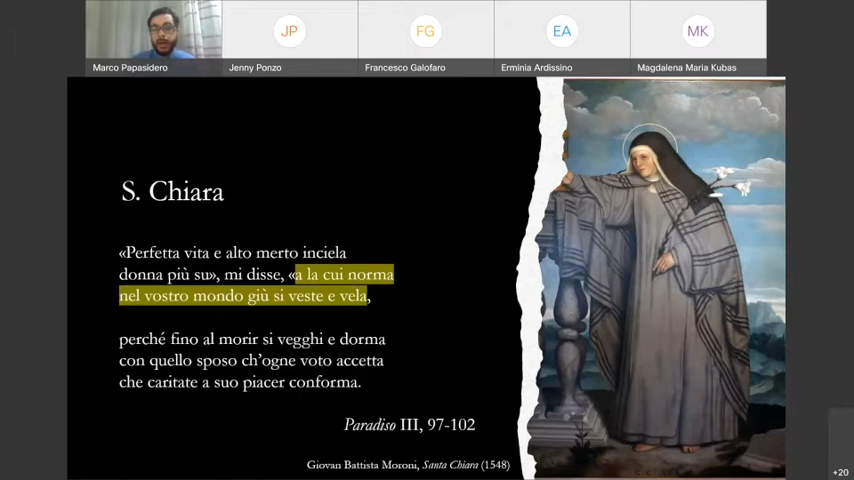 JP
FG
EA
MK
Marco Papasidero
Jenny Ponzo
Francesco Galofaro
Erminia Ardissino
Magdalena Maria Kubas
S. Chiara
«Perfetta vita e alto merto inciela
donna più su», mi disse, «a la cui norma
nel vostro mondo giù si veste e vela,
perché fino al morir si vegghi e dorma
con quello sposo ch'ogne voto accetta
che caritate a suo piacer conforma.
Paradiso III, 97-102
Giovan Battista Moroni, Santa Chiara (1548)
+20